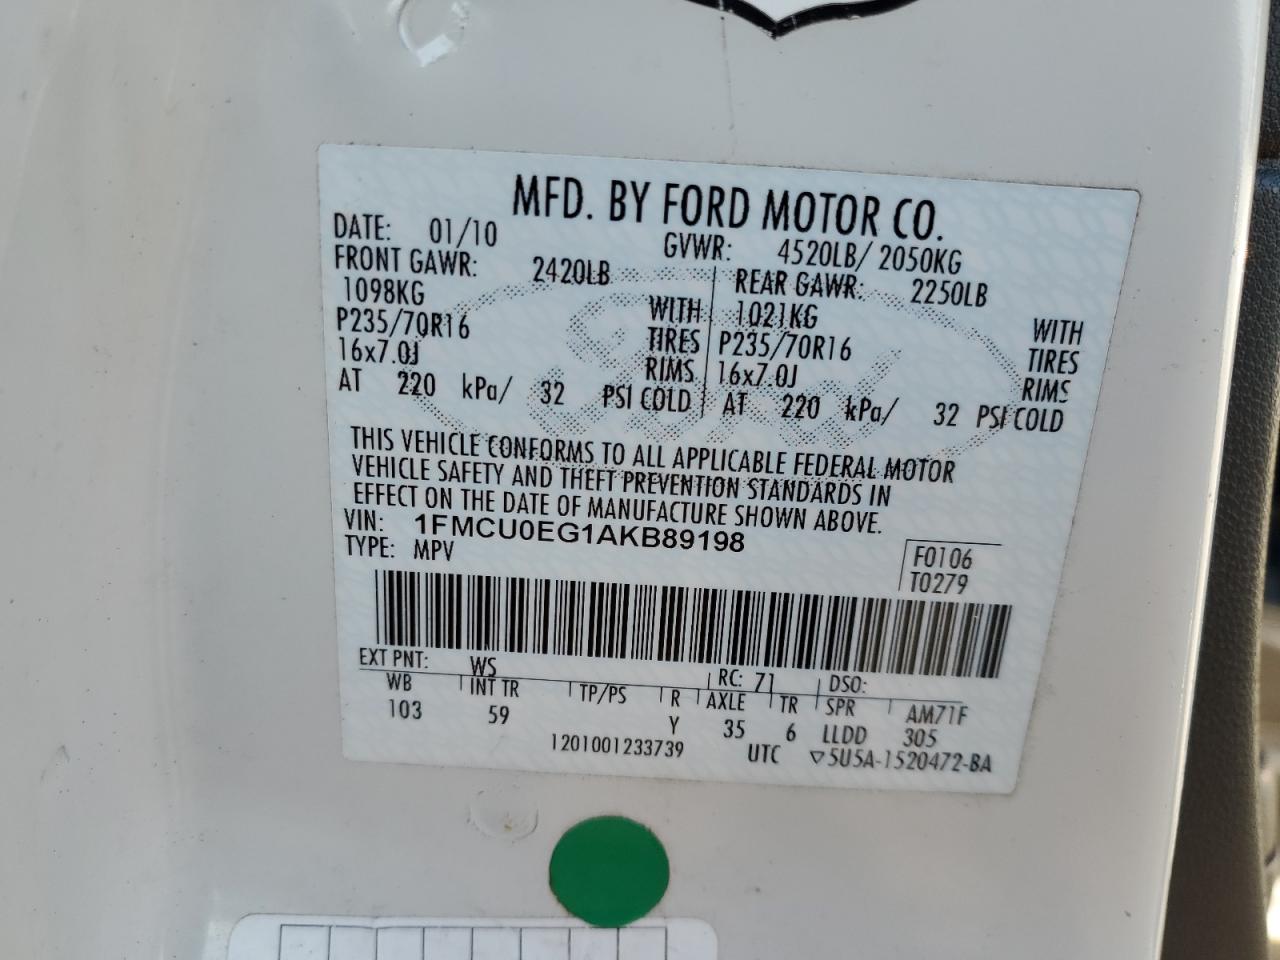 MFD. BY FORD MOTOR CO.
DATE: 01/10 GVWR: 4520LB/ 2050KG
FRONT GAWR: 2420LB REAR GAWR: 2250LB
1098KG WITH 1021KG WITH
P235/70R16 TIRES P235/70R16 TIRES
16x7.0J RIMS 16x7.0J RIMS
AT 220 kPa/ 32 PSI COLD AT 220 kPa/ 32 PSI COLD
THIS VEHICLE CONFORMS TO ALL APPLICABLE FEDERAL MOTOR
VEHICLE SAFETY AND THEFT PREVENTION STANDARDS IN
EFFECT ON THE DATE OF MANUFACTURE SHOWN ABOVE.
VIN: 1FMCU0EG1AKB89198
TYPE: MPV F0106
T0279
EXT PNT: WS RC: 71 DSO:
WB INT TR TP/PS R AXLE TR SPR AM71F
103 59 Y 35 6 LLDD 305
1201001233739 UTC ▽5U5A-1520472-BA